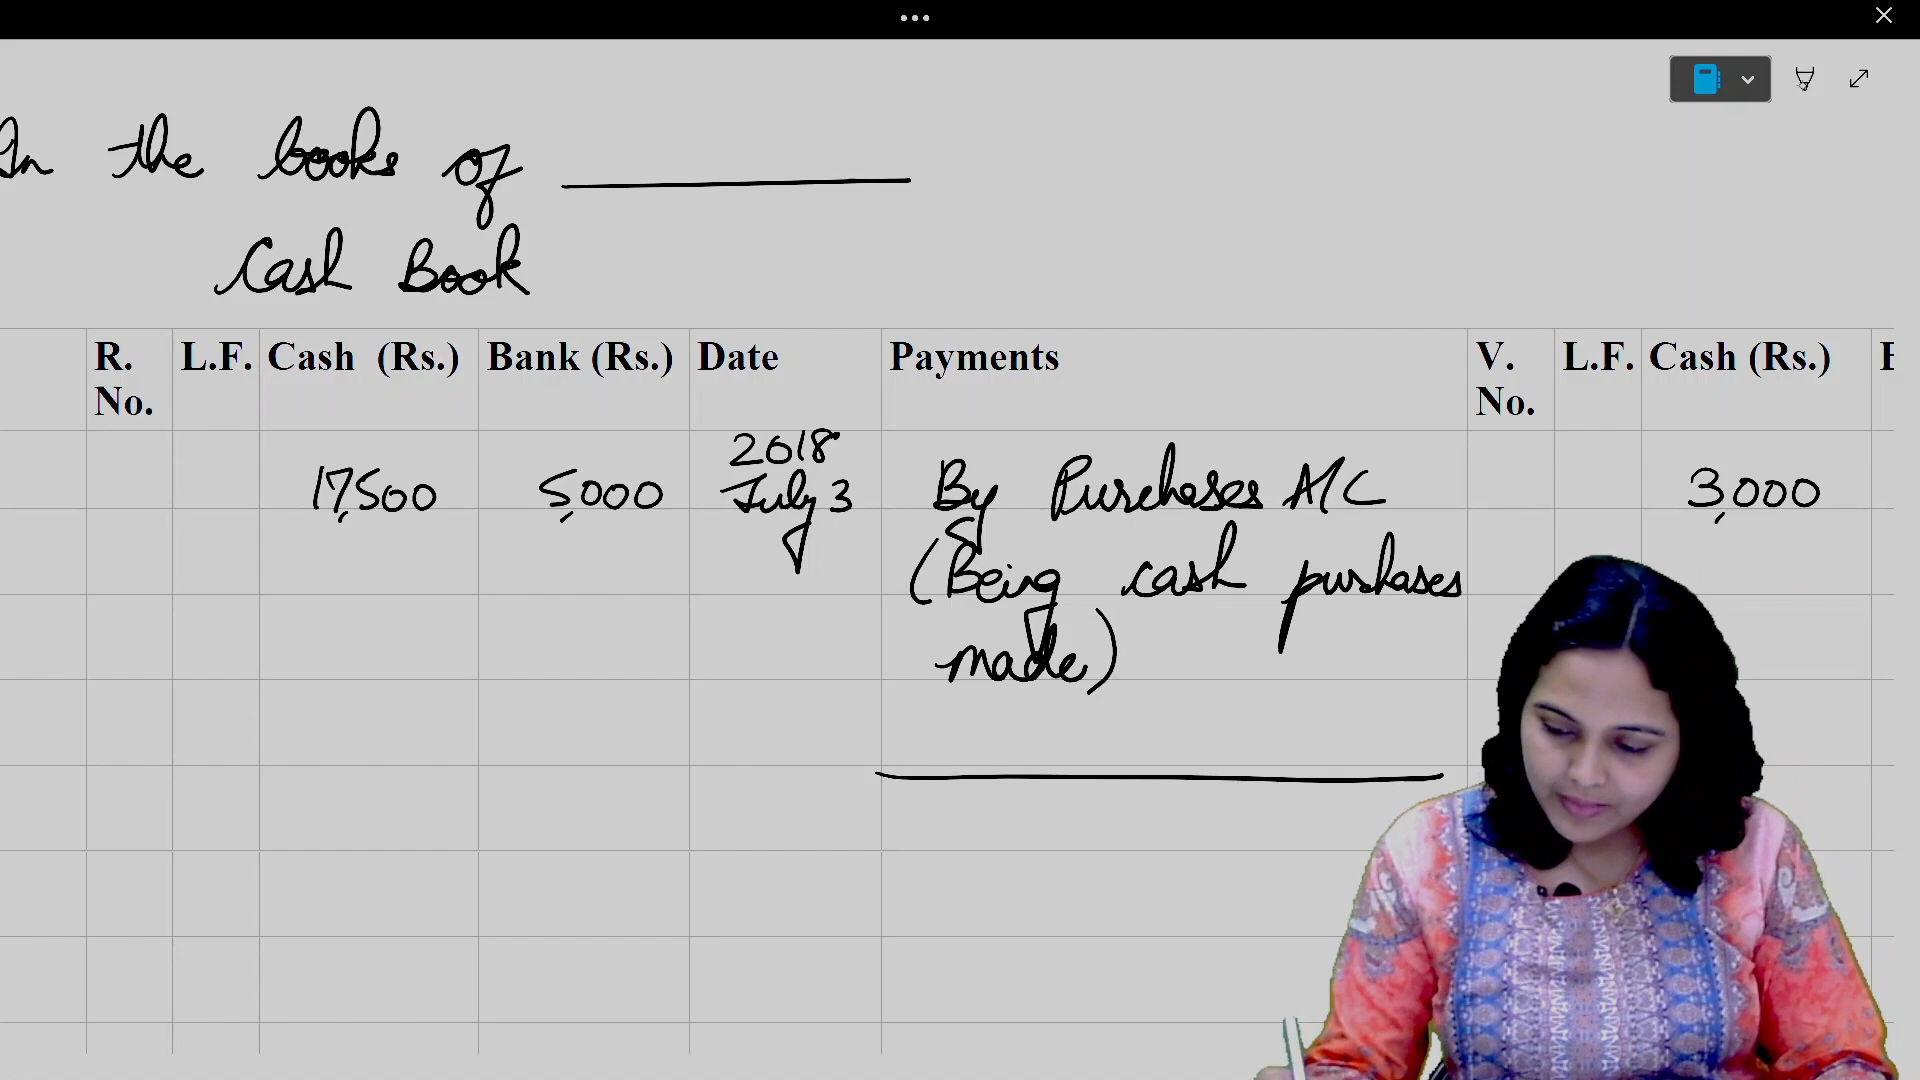 In the books of
Cash Book
R. No. L.F. Cash (Rs.) Bank (Rs.) Date Payments V. No. L.F. Cash (Rs.)
2018
17,500 5,000 July 3 By Purchases A/C 3,000
(Being cash purchases
made)